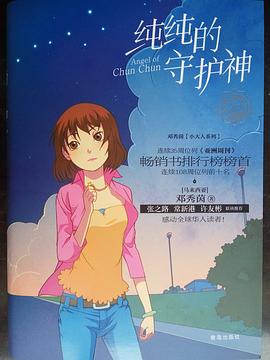 纯纯的
守护神
Angel of
Chun Chun
邓秀茵【小大人系列】
连续35周位列《亚洲周刊》
畅销书排行榜榜首
连续108周位列前十名
[马来西亚]
邓秀茵 著
张之路 常新港 许友彬 联袂推荐
感动全球华人读者!
青岛出版社